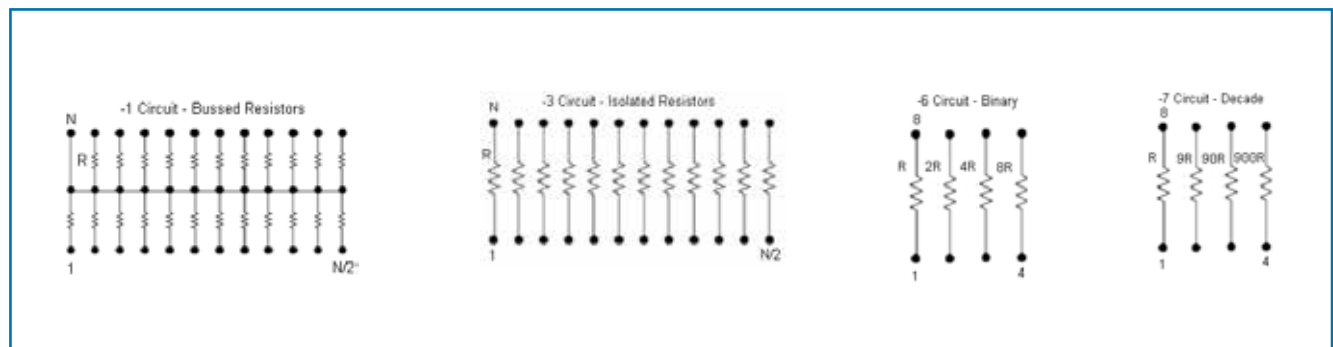 -1 Circuit - Bussed Resistors
N
R
1
N/2
-3 Circuit - Isolated Resistors
N
R
1
N/2
-6 Circuit - Binary
8
R 2R 4R 8R
1 4
-7 Circuit - Decade
8
R 9R 90R 900R
1 4